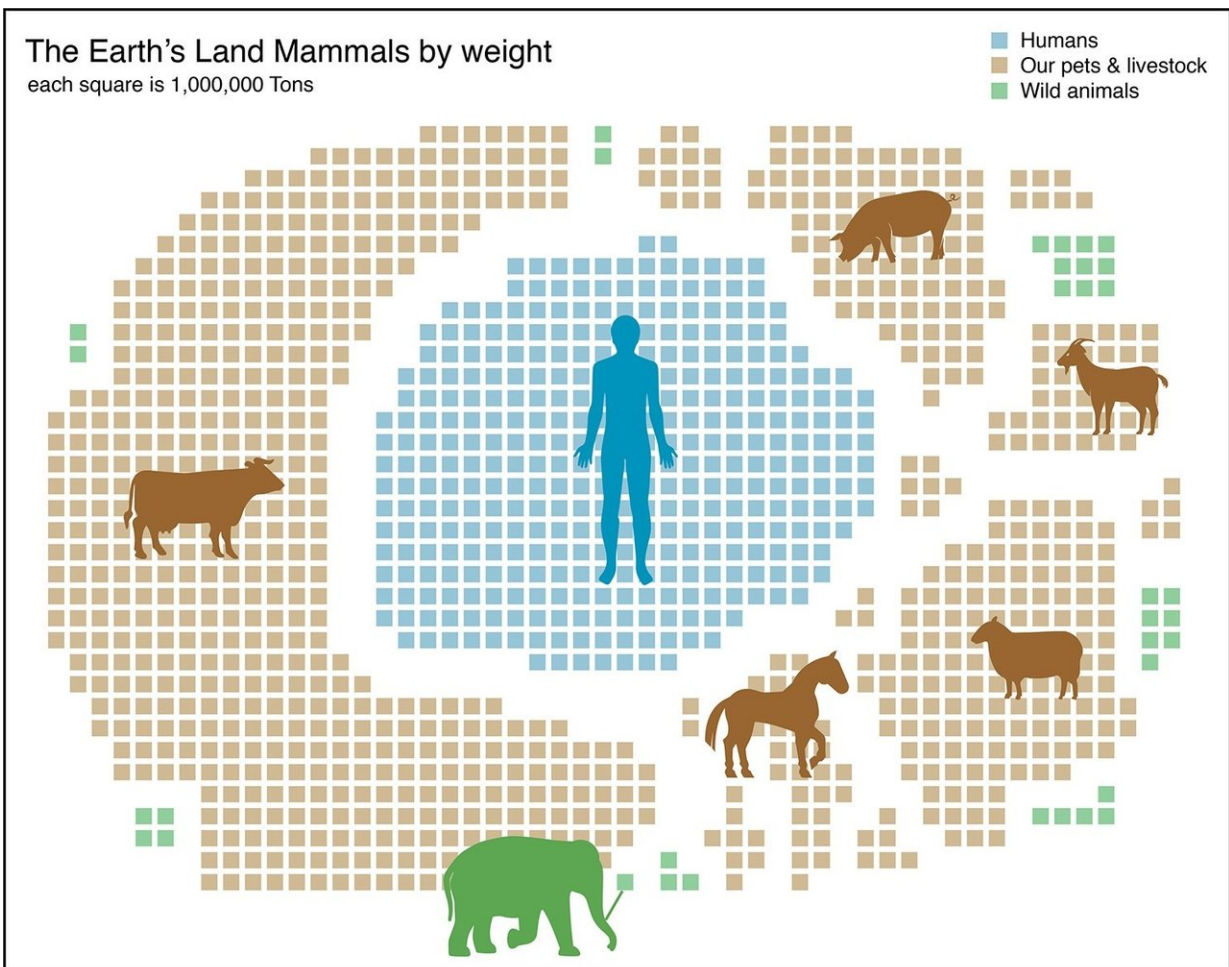 The Earth's Land Mammals by weight
each square is 1,000,000 Tons
Humans
Our pets & livestock
Wild animals